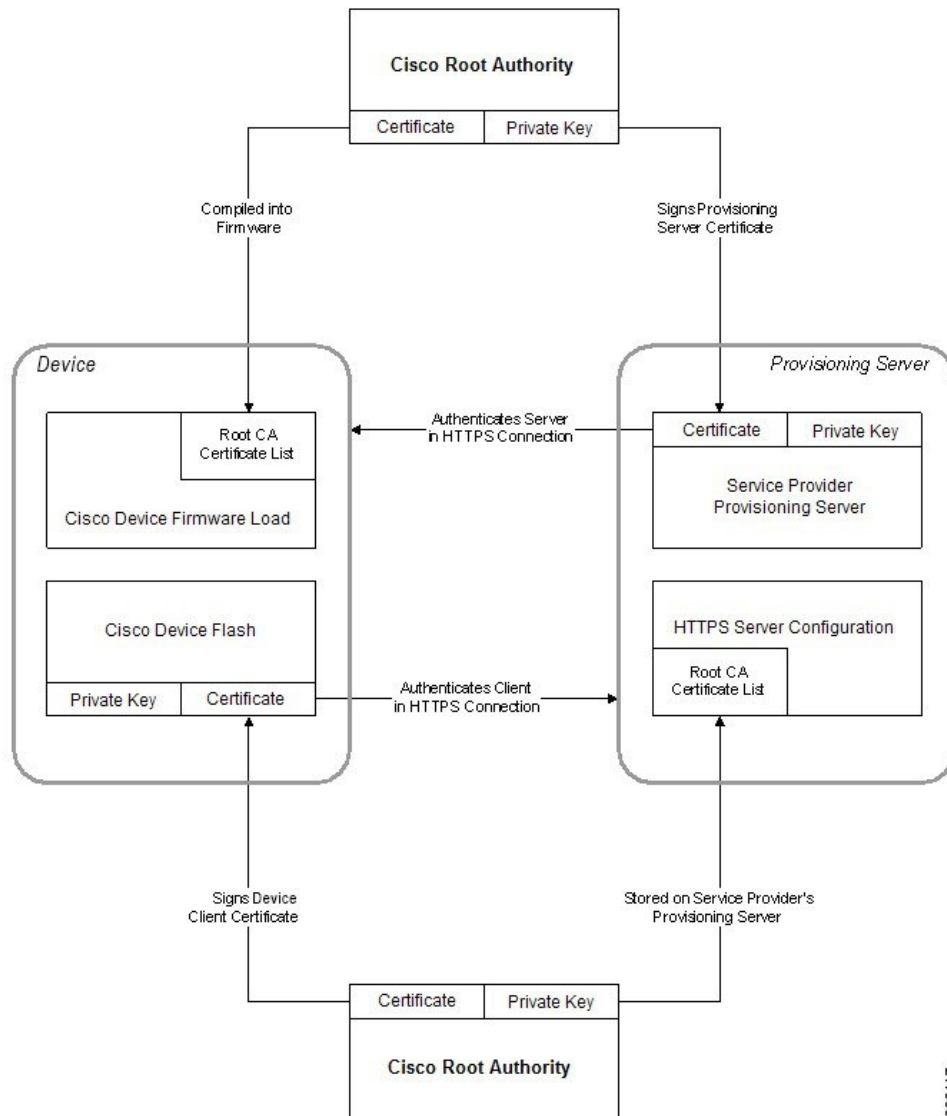 Cisco Root Authority
Certificate
Private Key
Compiled into
Firmware
Signs Provisioning
Server Certificate
Device
Provisioning Server
Root CA
Certificate List
Cisco Device Firmware Load
Authenticates Server
in HTTPS Connection
Certificate
Private Key
Service Provider
Provisioning Server
Cisco Device Flash
Private Key
Certificate
Authenticates Client
in HTTPS Connection
HTTPS Server Configuration
Root CA
Certificate List
Signs Device
Client Certificate
Stored on Service Provider's
Provisioning Server
Certificate
Private Key
Cisco Root Authority